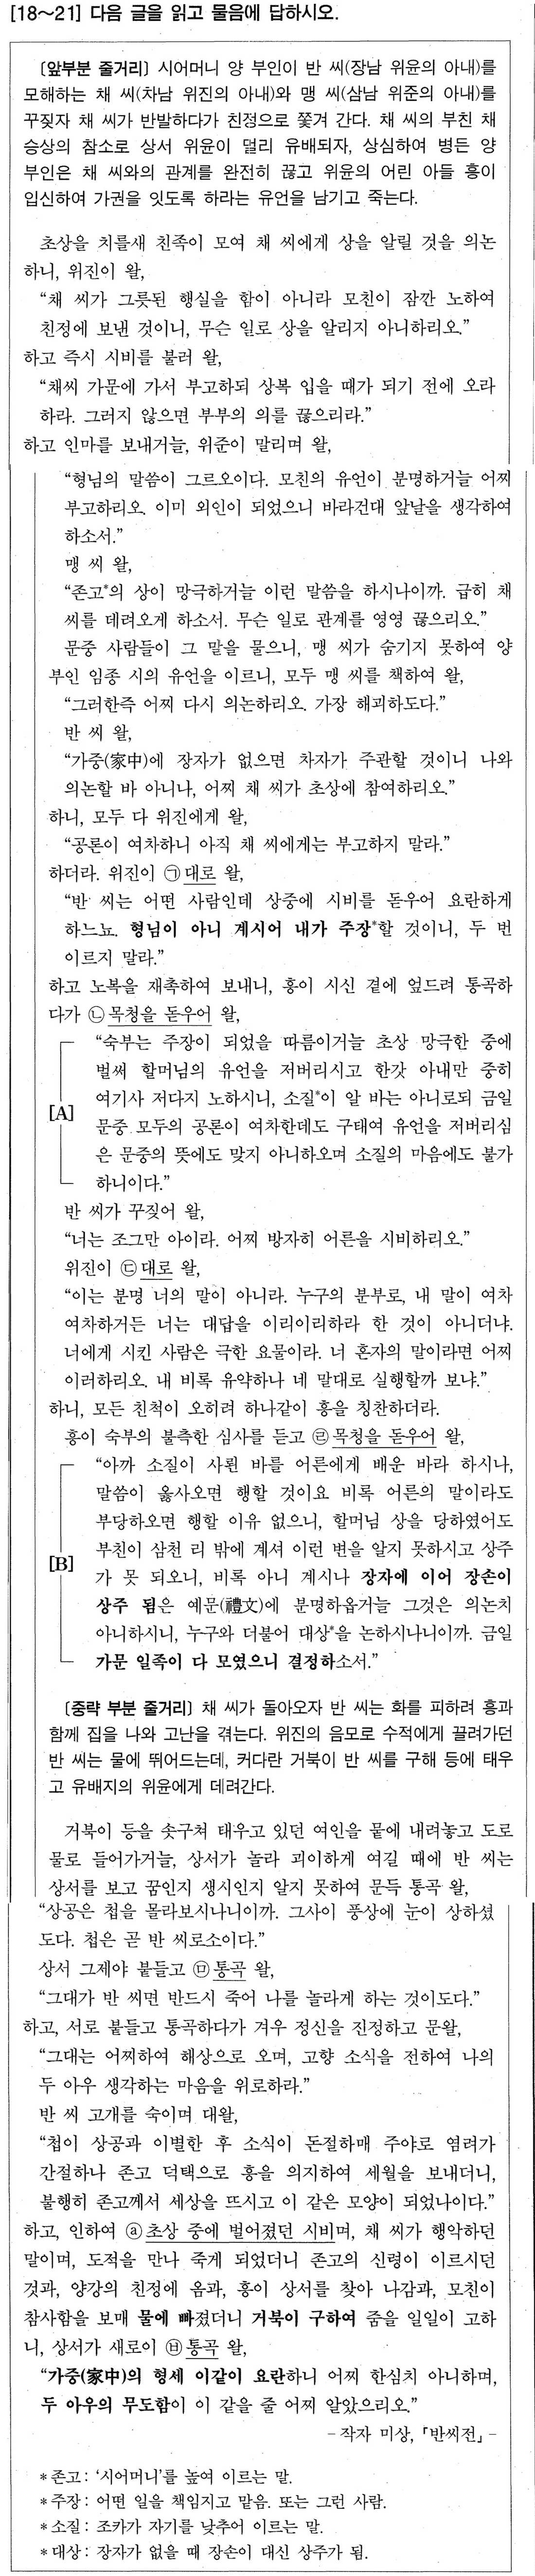 [18~21] 다음 글을 읽고 물음에 답하시오.
〔앞부분 줄거리〕 시어머니 양 부인이 반 씨(장남 위윤의 아내)를
모해하는 채 씨(차남 위진의 아내)와 맹 씨(삼남 위준의 아내)를
꾸짖자 채 씨가 반발하다가 친정으로 쫓겨 간다. 채 씨의 부친 채
승상의 참소로 상서 위윤이 멀리 유배되자, 상심하여 병든 양
부인은 채 씨와의 관계를 완전히 끊고 위윤의 어린 아들 흥이
입신하여 가권을 잇도록 하라는 유언을 남기고 죽는다.
초상을 치를새 친족이 모여 채 씨에게 상을 알릴 것을 의논
하니, 위진이 왈,
“채 씨가 그릇된 행실을 함이 아니라 모친이 잠깐 노하여
친정에 보낸 것이니, 무슨 일로 상을 알리지 아니하리오.”
하고 즉시 시비를 불러 왈,
“채씨 가문에 가서 부고하되 상복 입을 때가 되기 전에 오라
하라. 그러지 않으면 부부의 의를 끊으리라.”
하고 인마를 보내거늘, 위준이 말리며 왈,
“형님의 말씀이 그르오이다. 모친의 유언이 분명하거늘 어찌
부고하리오. 이미 외인이 되었으니 바라건대 앞날을 생각하여
하소서.”
맹 씨 왈,
“존고*의 상이 망극하거늘 이런 말씀을 하시나이까. 급히 채
씨를 데려오게 하소서. 무슨 일로 관계를 영영 끊으리오.”
문중 사람들이 그 말을 물으니, 맹 씨가 숨기지 못하여 양
부인 임종 시의 유언을 이르니, 모두 맹 씨를 책하여 왈,
“그러한즉 어찌 다시 의논하리오. 가장 해괴하도다.”
반 씨 왈,
“가중(家中)에 장자가 없으면 차자가 주관할 것이니 나와
의논할 바 아니나, 어찌 채 씨가 초상에 참여하리오.”
하니, 모두 다 위진에게 왈,
“공론이 여차하니 아직 채 씨에게는 부고하지 말라.”
하더라. 위진이 ㉠대로 왈,
“반 씨는 어떤 사람인데 상중에 시비를 돋우어 요란하게
하느뇨. 형님이 아니 계시어 내가 주장*할 것이니, 두 번
이르지 말라.”
하고 노복을 재촉하여 보내니, 흥이 시신 곁에 엎드려 통곡하
다가 ㉡목청을 돋우어 왈,
“숙부는 주장이 되었을 따름이거늘 초상 망극한 중에
벌써 할머님의 유언을 저버리시고 한갓 아내만 중히
여기사 저다지 노하시니, 소질*이 알 바는 아니로되 금일
[A]
문중 모두의 공론이 여차한데도 구태여 유언을 저버리심
은 문중의 뜻에도 맞지 아니하오며 소질의 마음에도 불가
하니이다.”
반 씨가 꾸짖어 왈,
“너는 조그만 아이라. 어찌 방자히 어른을 시비하리오.”
위진이 ㉢대로 왈,
“이는 분명 너의 말이 아니라. 누구의 분부로, 내 말이 여차
여차하거든 너는 대답을 이리이리하라 한 것이 아니더냐.
너에게 시킨 사람은 극한 요물이라. 너 혼자의 말이라면 어찌
이러하리오. 내 비록 유약하나 네 말대로 실행할까 보냐.”
하니, 모든 친척이 오히려 하나같이 흥을 칭찬하더라.
흥이 숙부의 불측한 심사를 듣고 ㉣목청을 돋우어 왈,
“아까 소질이 사뢴 바를 어른에게 배운 바라 하시나,
말씀이 옳사오면 행할 것이요 비록 어른의 말이라도
부당하오면 행할 이유 없으니, 할머님 상을 당하였어도
부친이 삼천 리 밖에 계셔 이런 변을 알지 못하시고 상주
[B]
가 못 되오니, 비록 아니 계시나 장자에 이어 장손이
상주 됨은 예문(禮文)에 분명하옵거늘 그것은 의논치
아니하시니, 누구와 더불어 대상*을 논하시나니이까. 금일
가문 일족이 다 모였으니 결정하소서.”
〔중략 부분 줄거리〕 채 씨가 돌아오자 반 씨는 화를 피하려 흥과
함께 집을 나와 고난을 겪는다. 위진의 음모로 수적에게 끌려가던
반 씨는 물에 뛰어드는데, 커다란 거북이 반 씨를 구해 등에 태우
고 유배지의 위윤에게 데려간다.
거북이 등을 솟구쳐 태우고 있던 여인을 뭍에 내려놓고 도로
물로 들어가거늘, 상서가 놀라 괴이하게 여길 때에 반 씨는
상서를 보고 꿈인지 생시인지 알지 못하여 문득 통곡 왈,
“상공은 첩을 몰라보시나니이까. 그사이 풍상에 눈이 상하셨
도다. 첩은 곧 반 씨로소이다.”
상서 그제야 붙들고 ㉤통곡 왈,
“그대가 반 씨면 반드시 죽어 나를 놀라게 하는 것이도다.”
하고, 서로 붙들고 통곡하다가 겨우 정신을 진정하고 문왈,
“그대는 어찌하여 해상으로 오며, 고향 소식을 전하여 나의
두 아우 생각하는 마음을 위로하라.”
반 씨 고개를 숙이며 대왈,
“첩이 상공과 이별한 후 소식이 돈절하매 주야로 염려가
간절하나 존고 덕택으로 흥을 의지하여 세월을 보내더니,
불행히 존고께서 세상을 뜨시고 이 같은 모양이 되었나이다.”
하고, 인하여 ⓐ초상 중에 벌어졌던 시비며, 채 씨가 행악하던
말이며, 도적을 만나 죽게 되었더니 존고의 신령이 이르시던
것과, 양강의 친정에 옴과, 흥이 상서를 찾아 나감과, 모친이
참사함을 보매 물에 빠졌더니 거북이 구하여 줌을 일일이 고하
니, 상서가 새로이 ㉥통곡 왈,
“가중(家中)의 형세 이같이 요란하니 어찌 한심치 아니하며,
두 아우의 무도함이 이 같을 줄 어찌 알았으리오.”
- 작자 미상, 「반씨전」 -
*존고: ‘시어머니’를 높여 이르는 말.
*주장: 어떤 일을 책임지고 맡음. 또는 그런 사람.
*소질: 조카가 자기를 낮추어 이르는 말.
*대상: 장자가 없을 때 장손이 대신 상주가 됨.